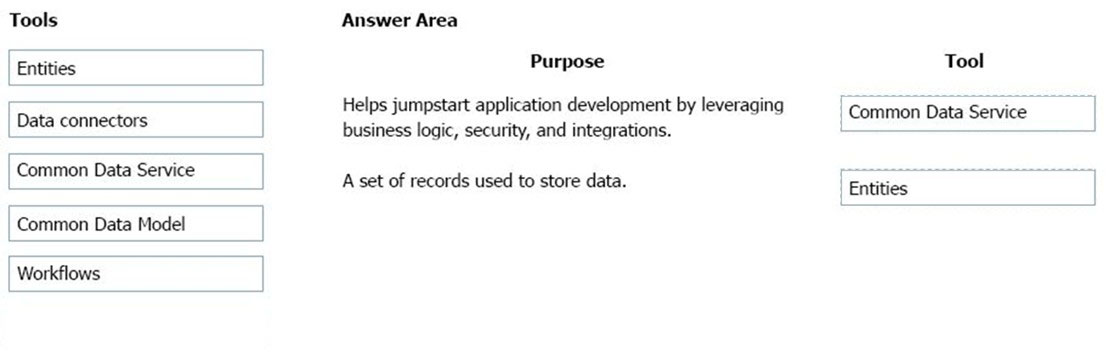 Tools
Entities
Data connectors
Common Data Service
Common Data Model
Workflows
Answer Area
Purpose
Tool
Helps jumpstart application development by leveraging
business logic, security, and integrations.
Common Data Service
A set of records used to store data.
Entities